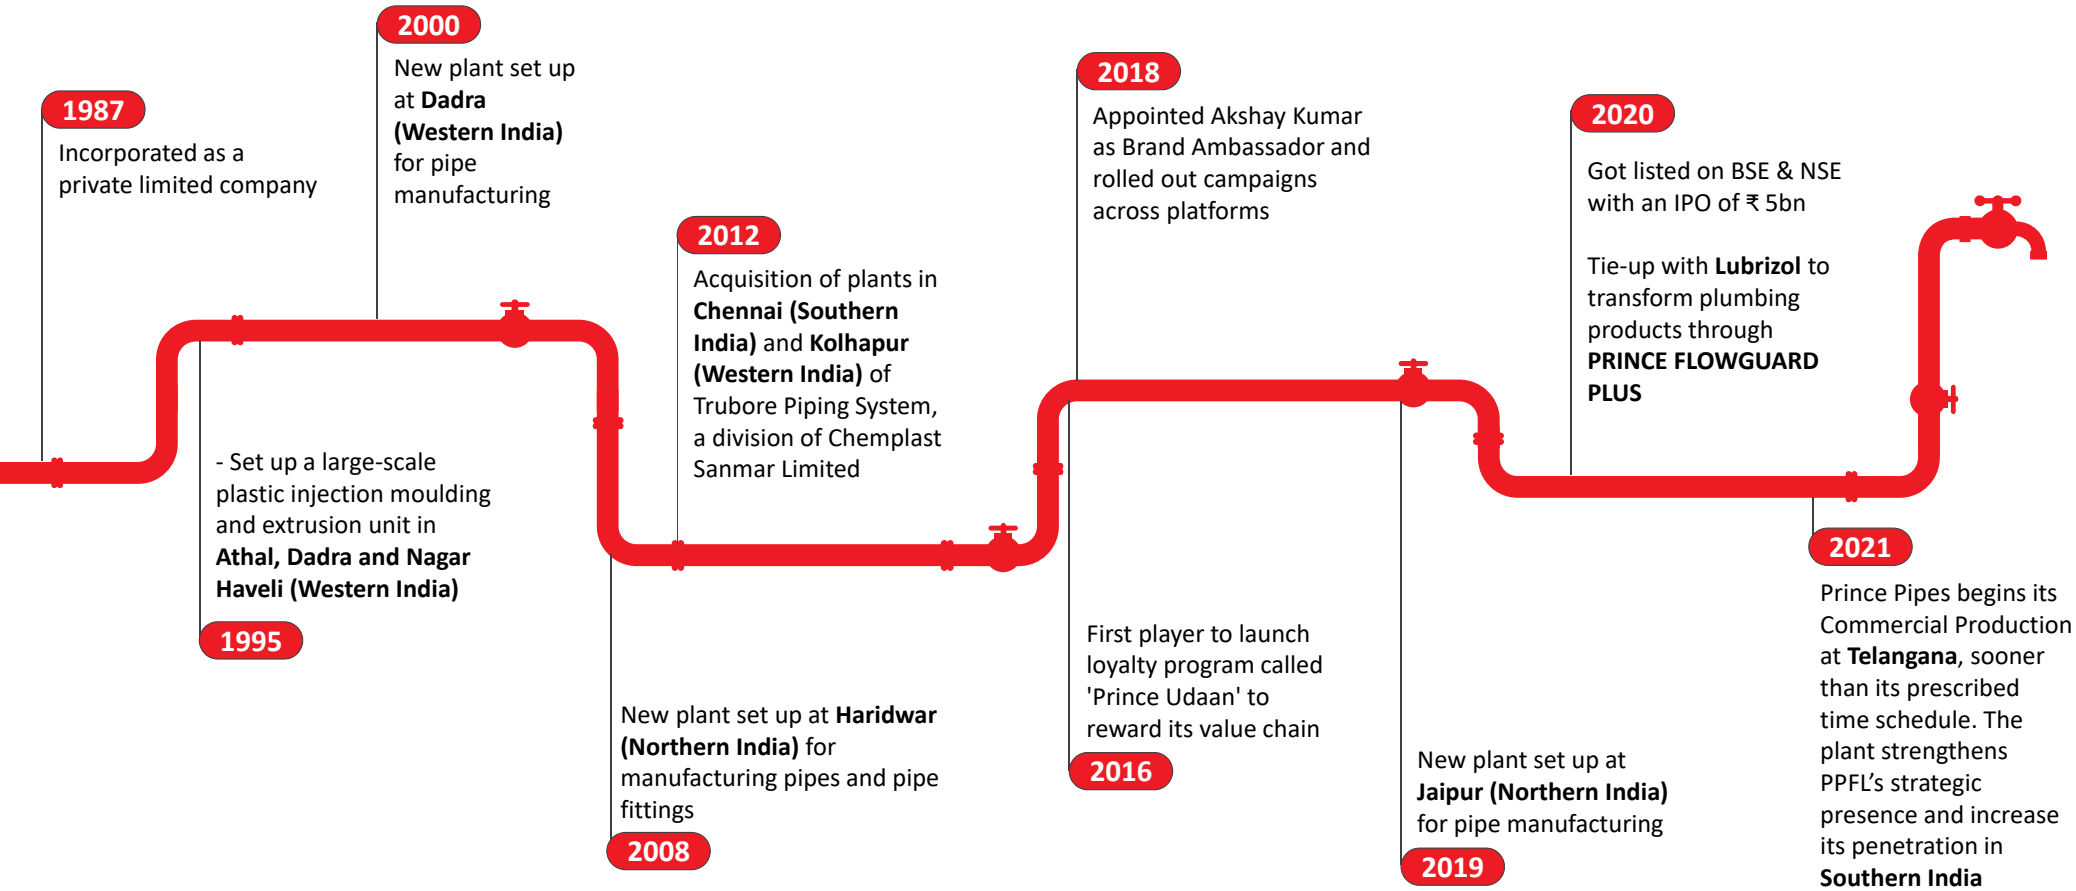 1987
Incorporated as a
private limited company
- Set up a large-scale
plastic injection moulding
and extrusion unit in
Athal, Dadra and Nagar
Haveli (Western India)
1995
2000
New plant set up
at Dadra
(Western India)
for pipe
manufacturing
New plant set up at Haridwar
(Northern India) for
manufacturing pipes and pipe
fittings
2008
2012
Acquisition of plants in
Chennai (Southern
India) and Kolhapur
(Western India) of
Trubore Piping System,
a division of Chemplast
Sanmar Limited
First player to launch
loyalty program called
'Prince Udaan' to
reward its value chain
2016
2018
Appointed Akshay Kumar
as Brand Ambassador and
rolled out campaigns
across platforms
New plant set up at
Jaipur (Northern India)
for pipe manufacturing
2019
2020
Got listed on BSE & NSE
with an IPO of ₹ 5bn
Tie-up with Lubrizol to
transform plumbing
products through
PRINCE FLOWGUARD
PLUS
2021
Prince Pipes begins its
Commercial Production
at Telangana, sooner
than its prescribed
time schedule. The
plant strengthens
PPFL’s strategic
presence and increase
its penetration in
Southern India